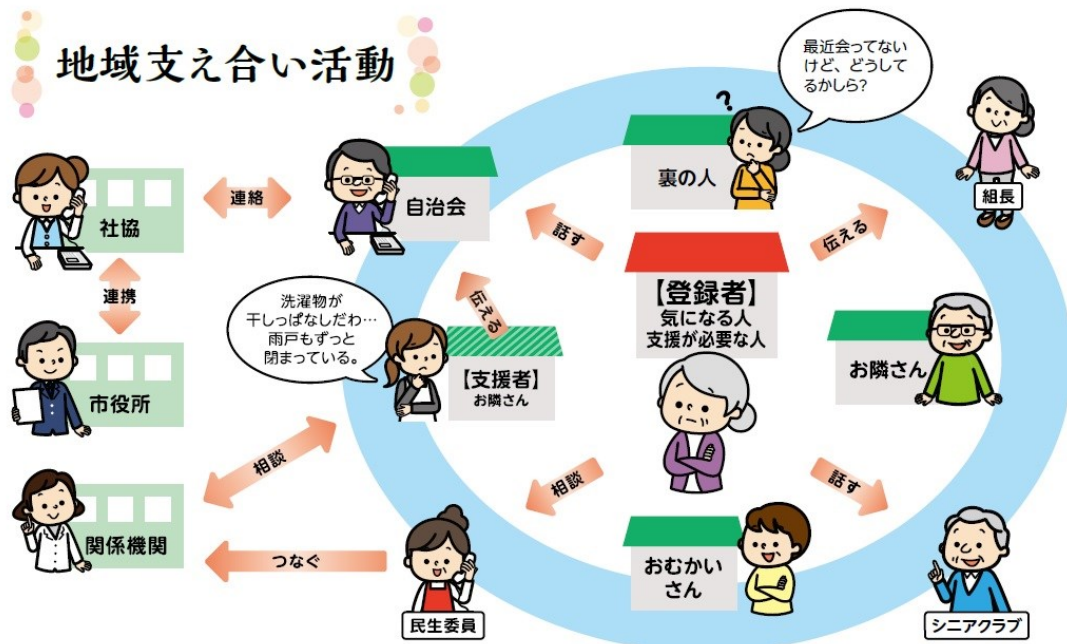 地域支え合い活動
最近会ってない
けど、どうして
るかしら?
?
組長
裏の人
社協
連絡
自治会
話す
伝える
連携
【登録者】
気になる人
支援が必要な人
洗濯物が
干しっぱなしだわ…
雨戸もずっと
閉まっている。
伝える
【支援者】
お隣さん
お隣さん
市役所
相談
相談
話す
関係機関
つなぐ
おむかい
さん
民生委員
シニアクラブ